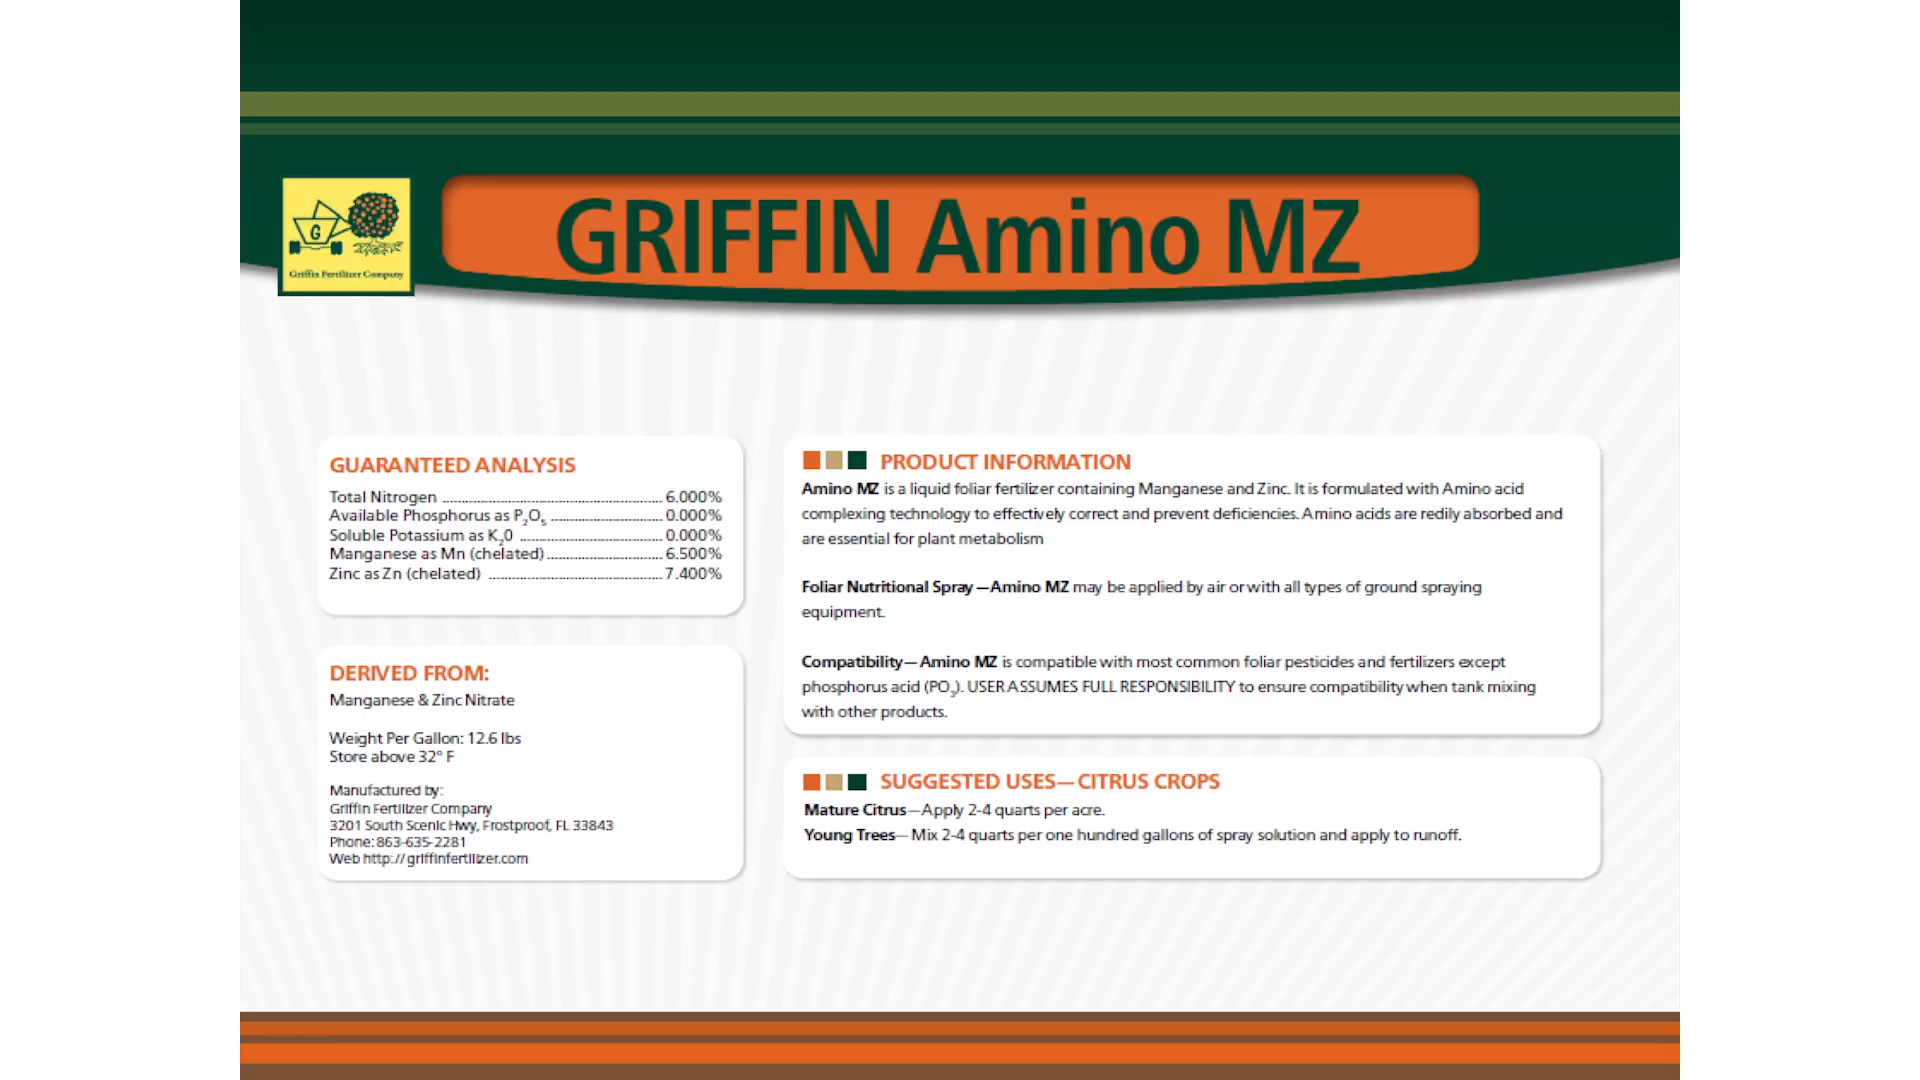 GRIFFIN Amino MZ
G
Griffin Fertilizer Company
GUARANTEED ANALYSIS
Total Nitrogen ........................................................ 6.000%
Available Phosphorus as P₂O₅ ............................ 0.000%
Soluble Potassium as K₂0 .................................... 0.000%
Manganese as Mn (chelated) ............................. 6.500%
Zinc as Zn (chelated) ............................................ 7.400%
DERIVED FROM:
Manganese & Zinc Nitrate
Weight Per Gallon: 12.6 lbs
Store above 32° F
Manufactured by:
Griffin Fertilizer Company
3201 South Scenic Hwy, Frostproof, FL 33843
Phone: 863-635-2281
Web http://griffinfertilizer.com
PRODUCT INFORMATION
Amino MZ is a liquid foliar fertilizer containing Manganese and Zinc. It is formulated with Amino acid
complexing technology to effectively correct and prevent deficiencies. Amino acids are redily absorbed and
are essential for plant metabolism
Foliar Nutritional Spray—Amino MZ may be applied by air or with all types of ground spraying
equipment.
Compatibility—Amino MZ is compatible with most common foliar pesticides and fertilizers except
phosphorus acid (PO₃). USER ASSUMES FULL RESPONSIBILITY to ensure compatibility when tank mixing
with other products.
SUGGESTED USES—CITRUS CROPS
Mature Citrus—Apply 2-4 quarts per acre.
Young Trees—Mix 2-4 quarts per one hundred gallons of spray solution and apply to runoff.